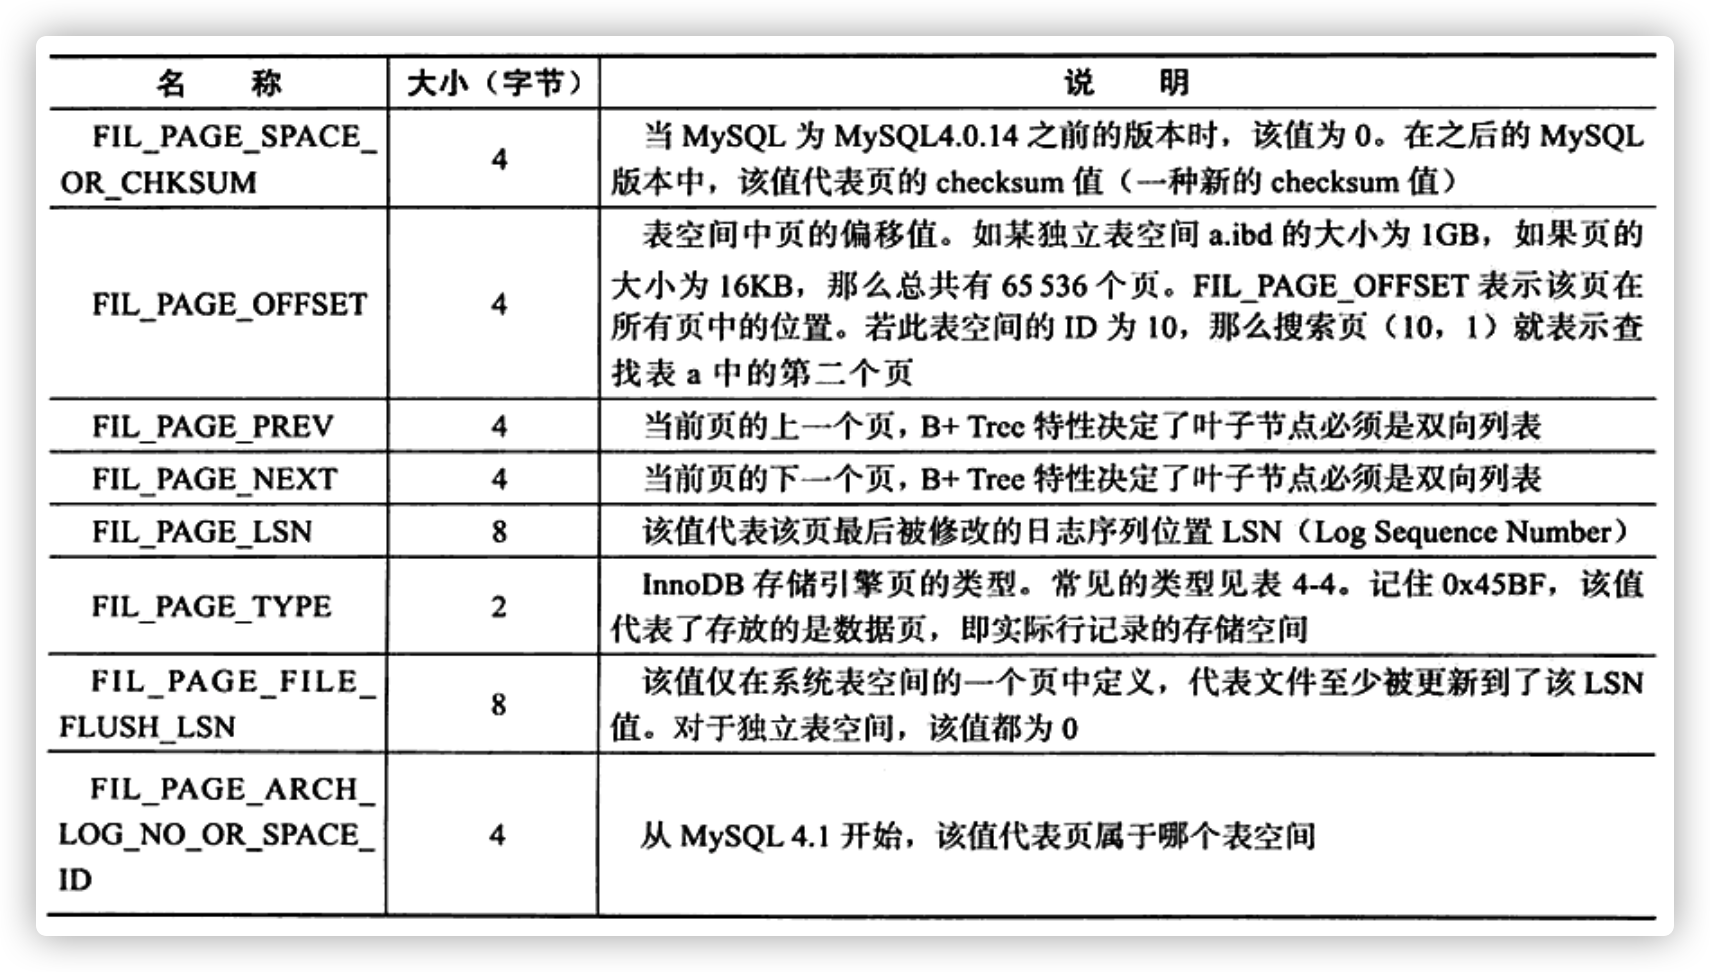 名 称 大小（字节） 说 明
FIL_PAGE_SPACE_
OR_CHKSUM
4
当 MySQL 为 MySQL4.0.14 之前的版本时，该值为 0。在之后的 MySQL
版本中，该值代表页的 checksum 值（一种新的 checksum 值）
FIL_PAGE_OFFSET
4
表空间中页的偏移值。如某独立表空间 a.ibd 的大小为 1GB，如果页的
大小为 16KB，那么总共有 65 536 个页。FIL_PAGE_OFFSET 表示该页在
所有页中的位置。若此表空间的 ID 为 10，那么搜索页（10，1）就表示查
找表 a 中的第二个页
FIL_PAGE_PREV 4 当前页的上一个页，B+ Tree 特性决定了叶子节点必须是双向列表
FIL_PAGE_NEXT 4 当前页的下一个页，B+ Tree 特性决定了叶子节点必须是双向列表
FIL_PAGE_LSN 8 该值代表该页最后被修改的日志序列位置 LSN（Log Sequence Number）
FIL_PAGE_TYPE
2
InnoDB 存储引擎页的类型。常见的类型见表 4-4。记住 0x45BF，该值
代表了存放的是数据页，即实际行记录的存储空间
FIL_PAGE_FILE_
FLUSH_LSN
8
该值仅在系统表空间的一个页中定义，代表文件至少被更新到了该 LSN
值。对于独立表空间，该值都为 0
FIL_PAGE_ARCH_
LOG_NO_OR_SPACE_
ID
4
从 MySQL 4.1 开始，该值代表页属于哪个表空间